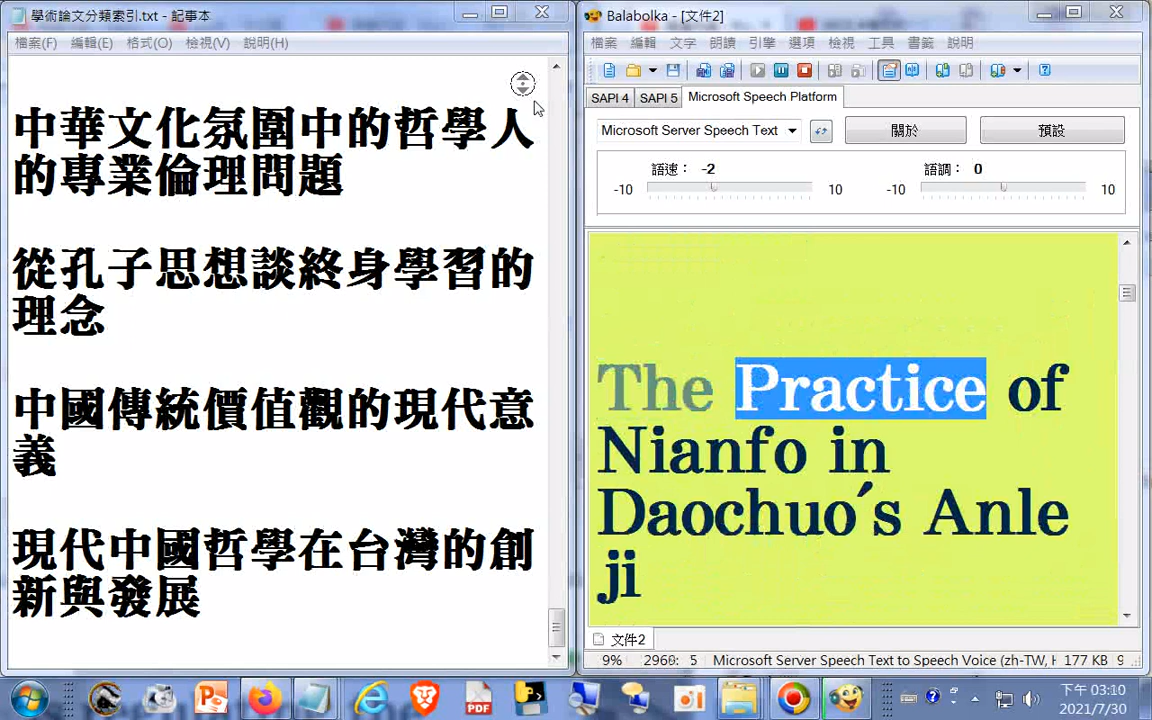 學術論文分類索引.txt - 記事本
檔案(F) 編輯(E) 格式(O) 檢視(V) 說明(H)
中華文化氛圍中的哲學人
的專業倫理問題
從孔子思想談終身學習的
理念
中國傳統價值觀的現代意
義
現代中國哲學在台灣的創
新與發展
Balabolka - [文件2]
檔案 編輯 文字 朗讀 引擎 選項 檢視 工具 書籤 說明
SAPI 4 SAPI 5 Microsoft Speech Platform
Microsoft Server Speech Text 關於 預設
語速： -2 語調： 0
-10 10 -10 10
The Practice of
Nianfo in
Daochuo's Anle
ji
文件2
9% 2960: 5 Microsoft Server Speech Text to Speech Voice (zh-TW, H 177 KB 9
PDF
下午 03:10
2021/7/30